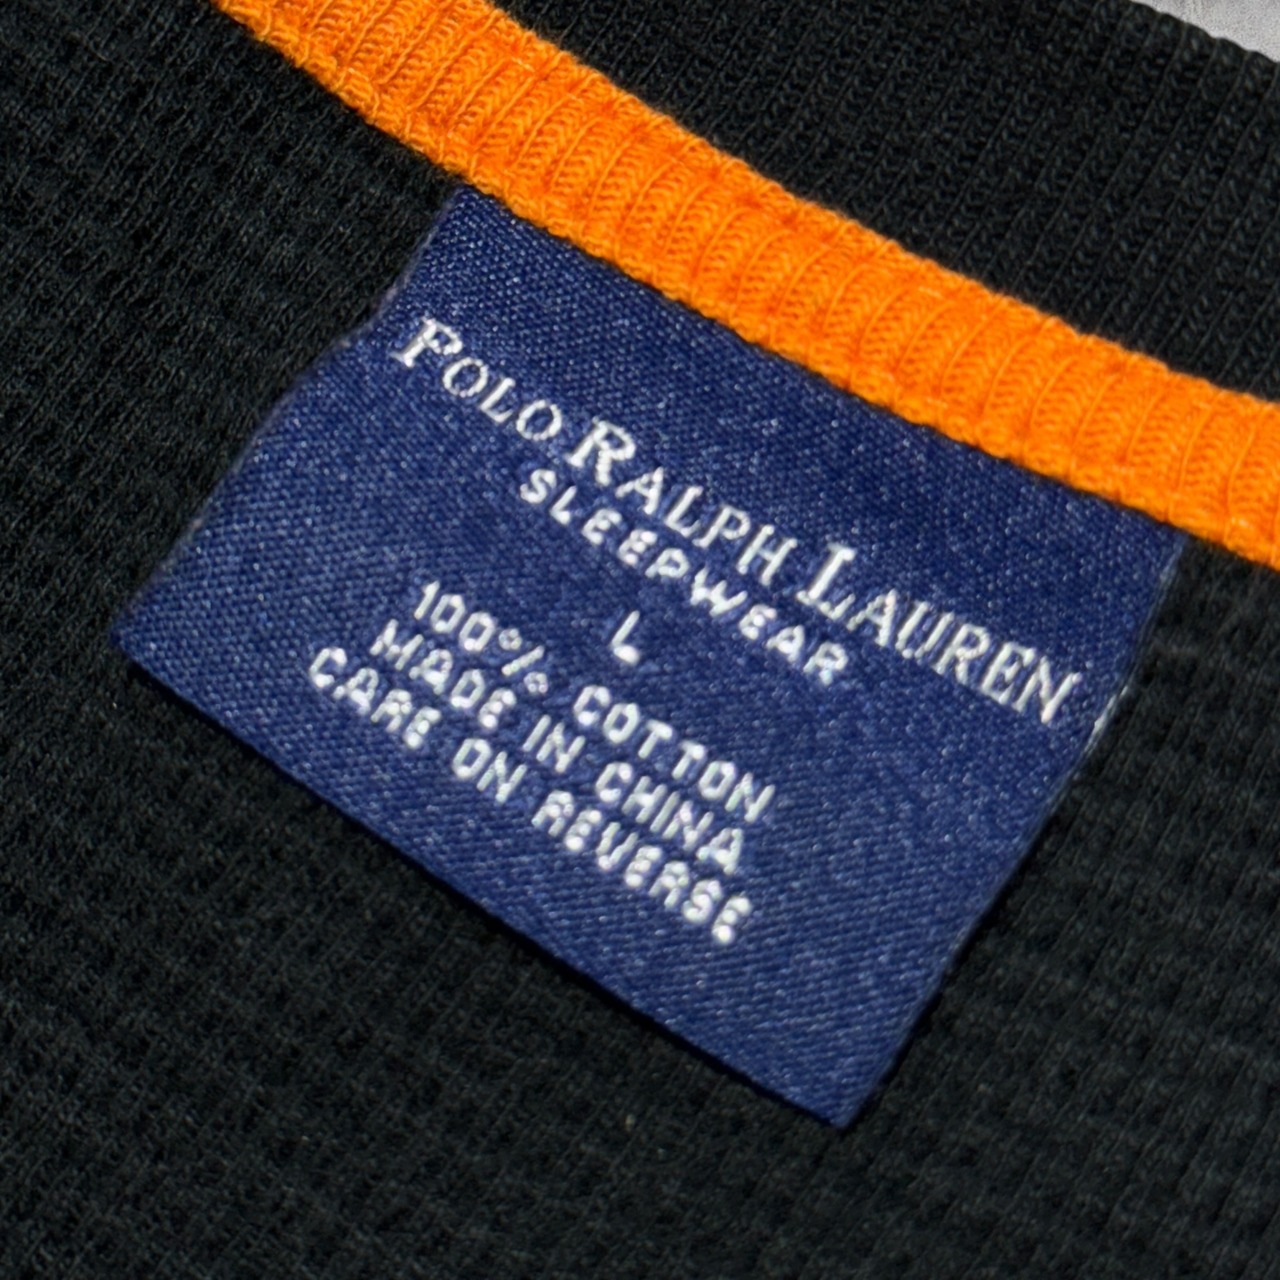 POLO RALPH LAUREN
SLEEPWEAR
L
100% COTTON
MADE IN CHINA
CARE ON REVERSE